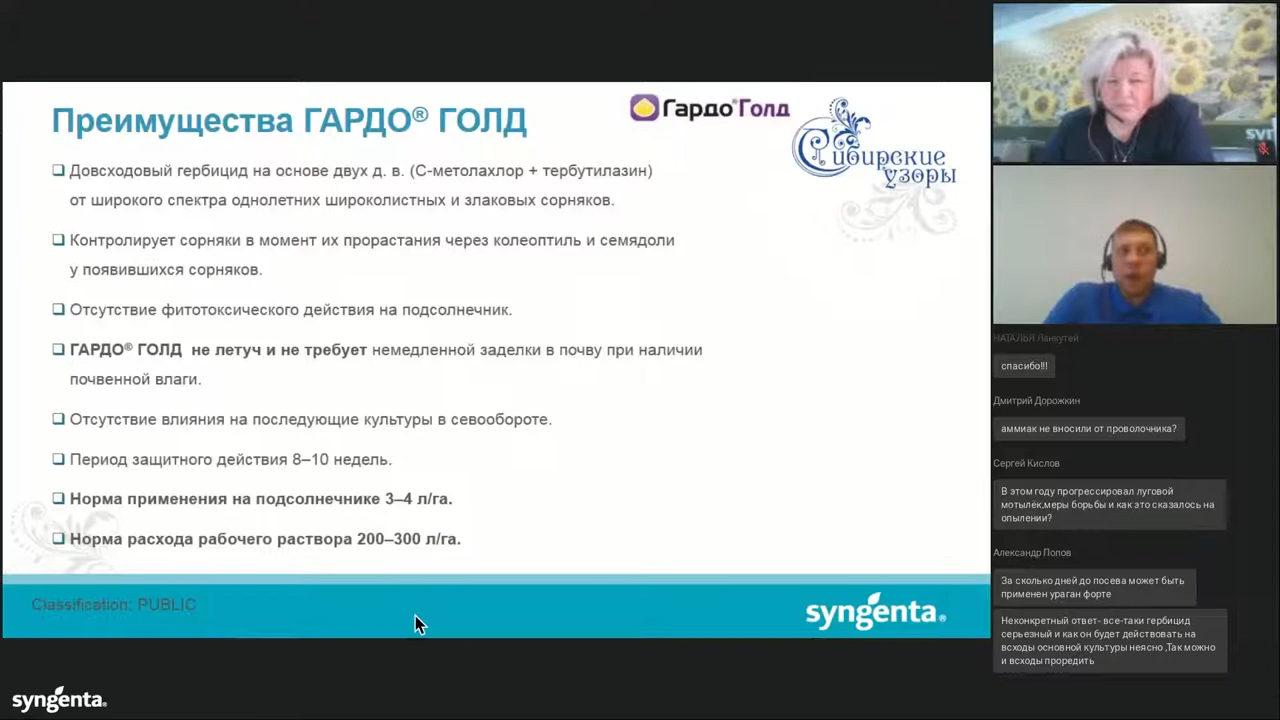 Преимущества ГАРДО® ГОЛД
Гардо®Голд
Сибирские
узоры
Довсходовый гербицид на основе двух д. в. (С-метолахлор + тербутилазин)
от широкого спектра однолетних широколистных и злаковых сорняков.
Контролирует сорняки в момент их прорастания через колеоптиль и семядоли
у появившихся сорняков.
Отсутствие фитотоксического действия на подсолнечник.
ГАРДО® ГОЛД не летуч и не требует немедленной заделки в почву при наличии
почвенной влаги.
Отсутствие влияния на последующие культуры в севообороте.
Период защитного действия 8–10 недель.
Норма применения на подсолнечнике 3–4 л/га.
Норма расхода рабочего раствора 200–300 л/га.
Classification: PUBLIC
syngenta®
syngenta®
НАТАЛЬЯ Ланкутей
спасибо!!!
Дмитрий Дорожкин
аммиак не вносили от проволочника?
Сергей Кислов
В этом году прогрессировал луговой
мотылёк,меры борьбы и как это сказалось на
опылении?
Александр Попов
За сколько дней до посева может быть
применен ураган форте
Неконкретный ответ- все-таки гербицид
серьезный и как он будет действовать на
всходы основной культуры неясно ,Так можно
и всходы проредить